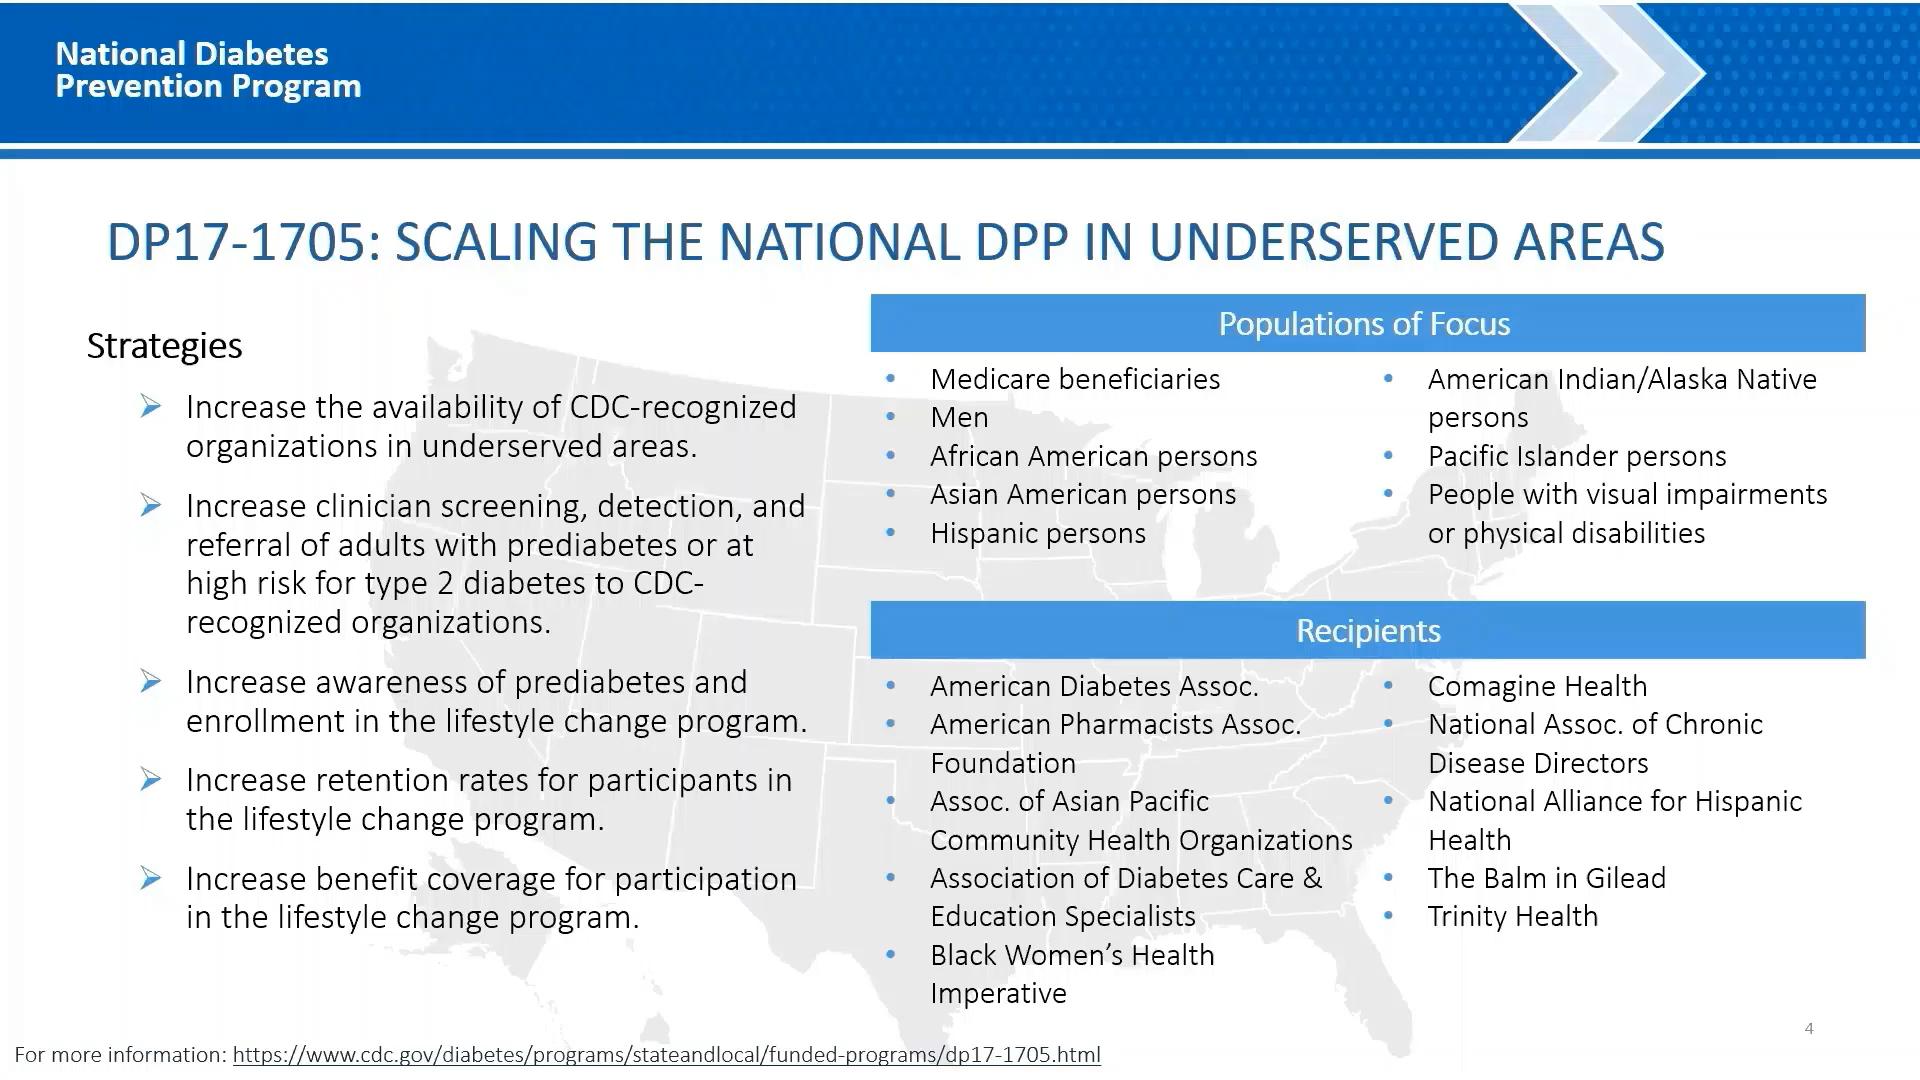 National Diabetes
Prevention Program
DP17-1705: SCALING THE NATIONAL DPP IN UNDERSERVED AREAS
Strategies
Increase the availability of CDC-recognized
organizations in underserved areas.
Increase clinician screening, detection, and
referral of adults with prediabetes or at
high risk for type 2 diabetes to CDC-
recognized organizations.
Increase awareness of prediabetes and
enrollment in the lifestyle change program.
Increase retention rates for participants in
the lifestyle change program.
Increase benefit coverage for participation
in the lifestyle change program.
Populations of Focus
• Medicare beneficiaries
• Men
• African American persons
• Asian American persons
• Hispanic persons
• American Indian/Alaska Native
persons
• Pacific Islander persons
• People with visual impairments
or physical disabilities
Recipients
• American Diabetes Assoc.
• American Pharmacists Assoc.
Foundation
• Assoc. of Asian Pacific
Community Health Organizations
• Association of Diabetes Care &
Education Specialists
• Black Women’s Health
Imperative
• Comagine Health
• National Assoc. of Chronic
Disease Directors
• National Alliance for Hispanic
Health
• The Balm in Gilead
• Trinity Health
4
For more information: https://www.cdc.gov/diabetes/programs/stateandlocal/funded-programs/dp17-1705.html